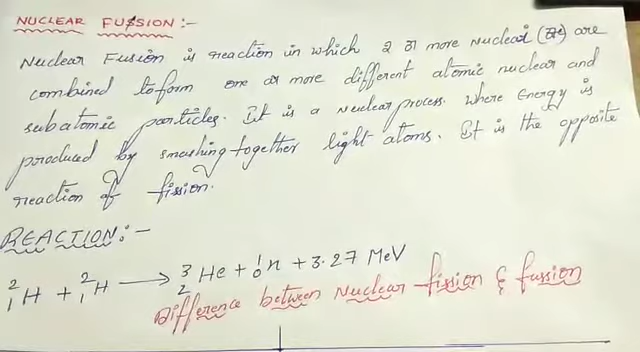 NUCLEAR FUSSION:-
Nuclear Fusion is reaction in which 2 or more Nuclei are
combined to form one or more different atomic nuclear and
subatomic particles. It is a Nuclear process. Where Energy is
produced by smashing together light atoms. It is the opposite
reaction of fission.
REACTION:-
²₁H + ²₁H ⟶ ³₂He + ¹₀n + 3.27 MeV
Difference between Nuclear fission & fussion